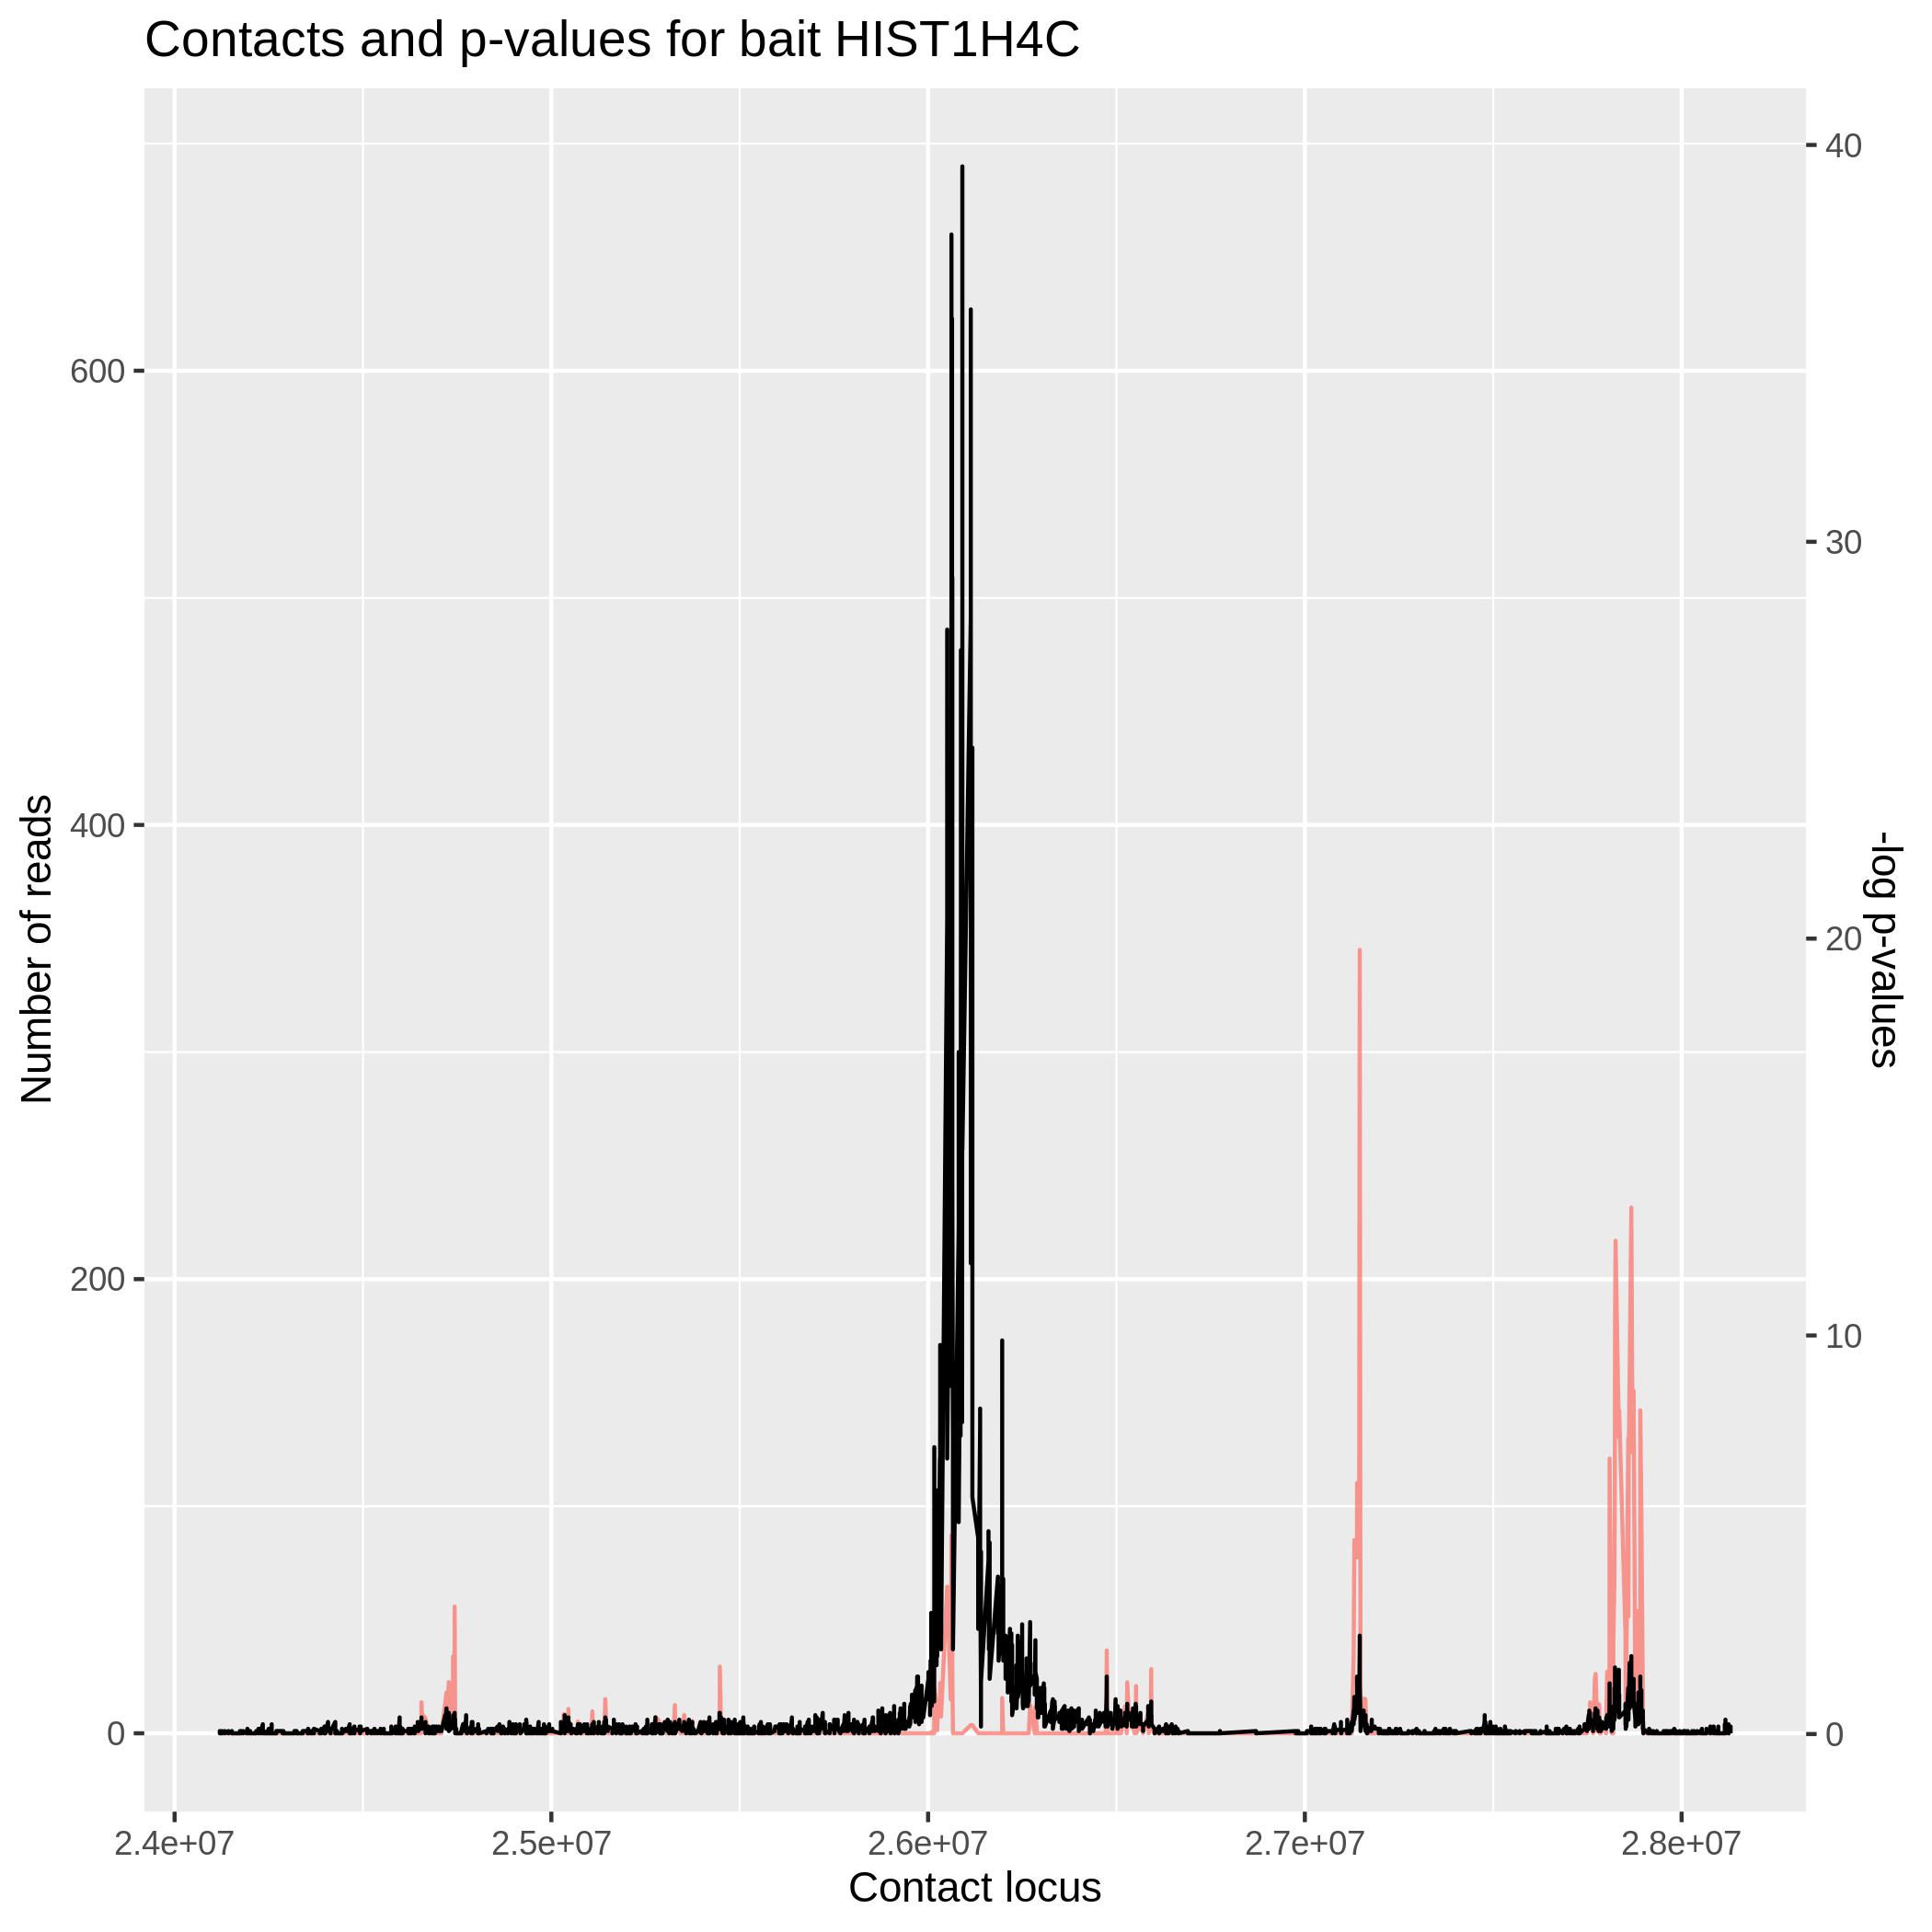 Contacts and p-values for bait HIST1H4C
Number of reads
600
400
200
0
40
30
20
10
0
-log p-values
2.4e+07
2.5e+07
2.6e+07
2.7e+07
2.8e+07
Contact locus